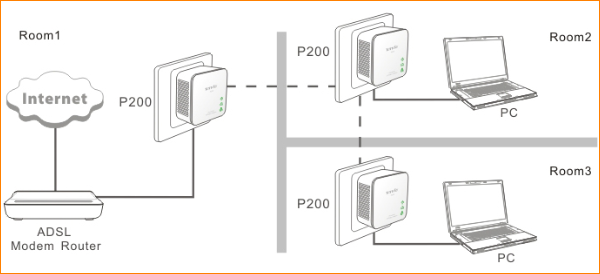 Room1
Internet
P200
ADSL
Modem Router
P200
Room2
PC
P200
Room3
PC